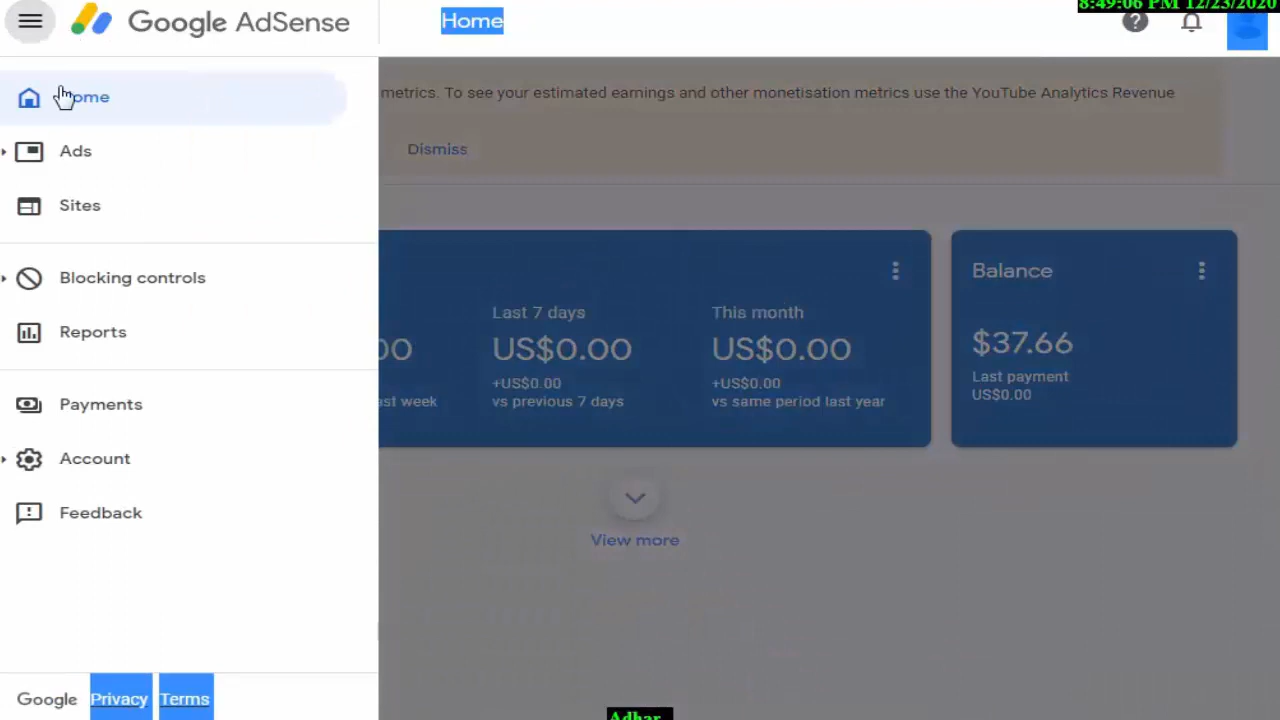 8:49:06 PM 12/23/2020
Google AdSense
Home
Home
metrics. To see your estimated earnings and other monetisation metrics use the YouTube Analytics Revenue
Ads
Dismiss
Sites
Blocking controls
Reports
Payments
Account
Feedback
Last 7 days
US$0.00
+US$0.00
vs previous 7 days
This month
US$0.00
+US$0.00
vs same period last year
Balance
$37.66
Last payment
US$0.00
View more
Google Privacy Terms
Adhar